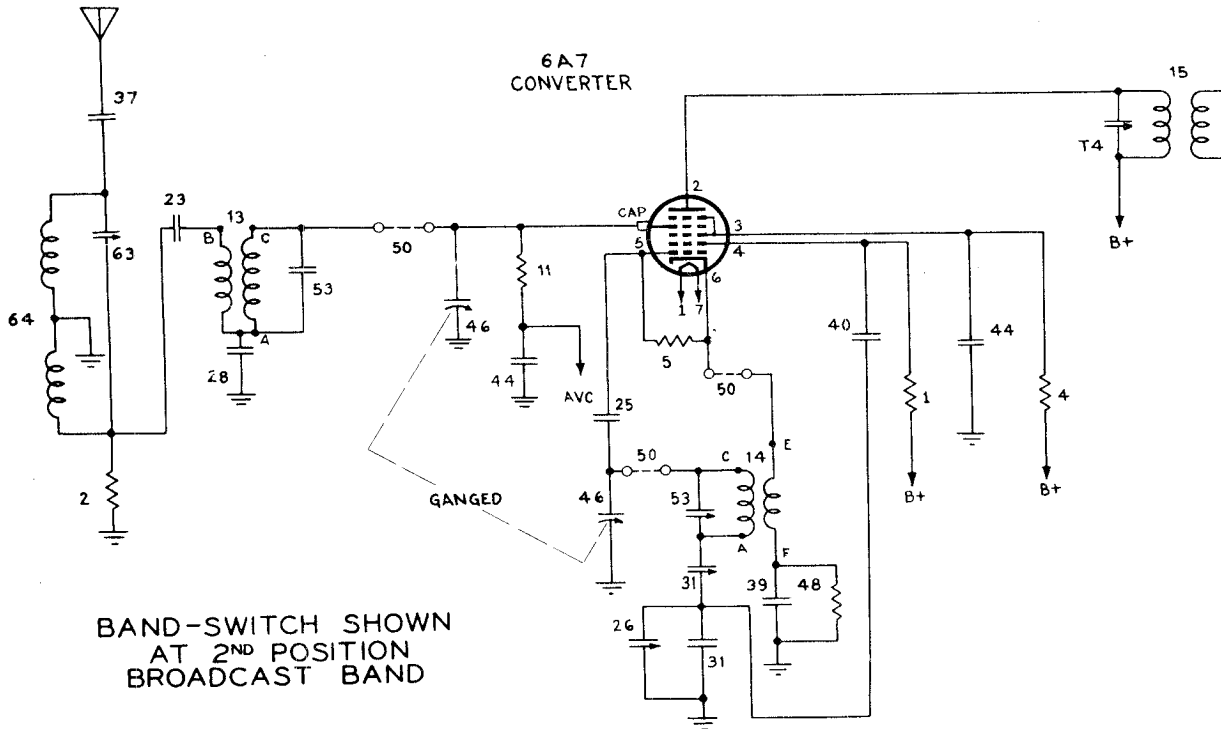 6A7
CONVERTER
15
37
T4
2
23
CAP
13
3
B
C
5
4
63
50
6
B+
11
53
1 7
64
46
40
44
A
5
28
44
50
AVC
25
1
4
C
14
E
50
2
GANGED
46
53
B+
B+
A
F
31
39
48
26
31
BAND-SWITCH SHOWN
AT 2ND POSITION
BROADCAST BAND